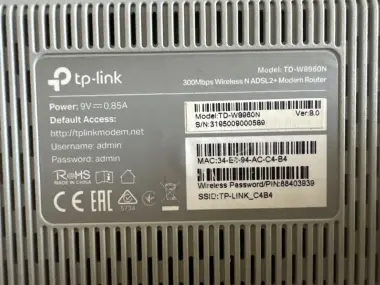 tp-link
Model: TD-W8960N
300Mbps Wireless N ADSL2+ Modem Router
Power: 9V⎓0.85A
Default Access:
http://tplinkmodem.net
Username: admin
Password: admin
Model:TD-W8960N Ver:8.0
S/N:3195009000589
MAC:34-E8-94-AC-C4-B4
Wireless Password/PIN:68403939
SSID:TP-LINK_C4B4
RoHS
MADE IN CHINA
CE EAC